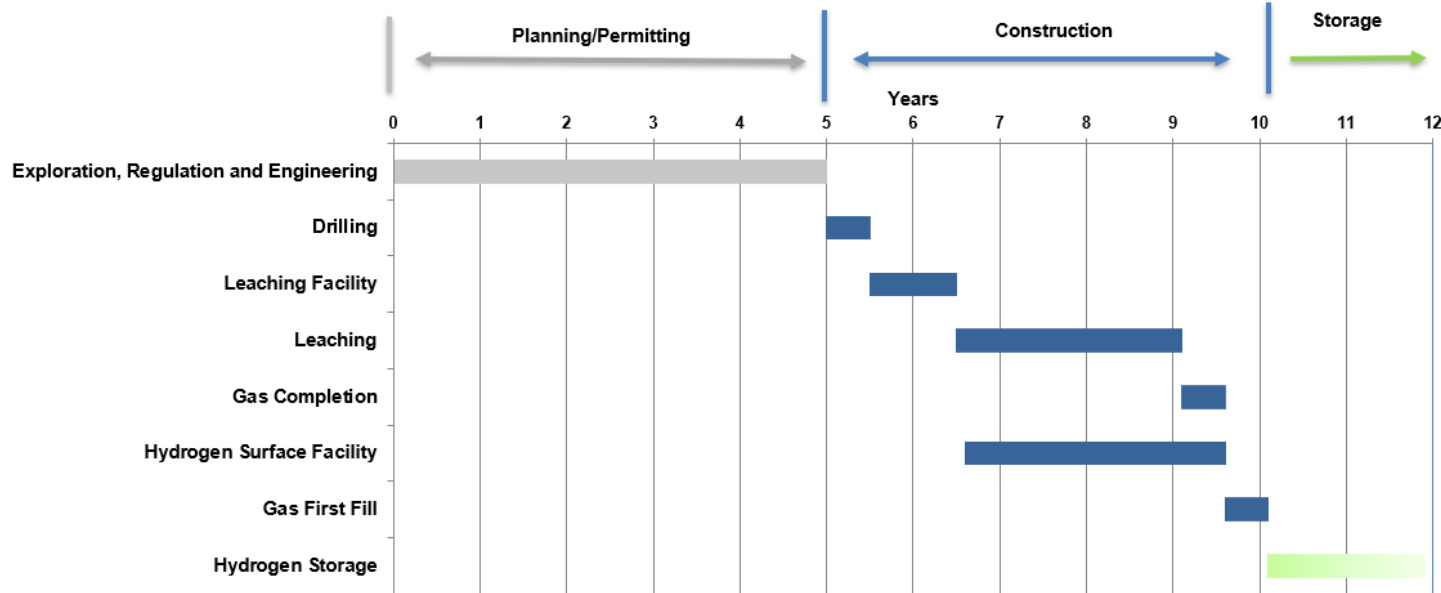 Planning/Permitting
Construction
Storage
Years
0 1 2 3 4 5 6 7 8 9 10 11 12
Exploration, Regulation and Engineering
Drilling
Leaching Facility
Leaching
Gas Completion
Hydrogen Surface Facility
Gas First Fill
Hydrogen Storage